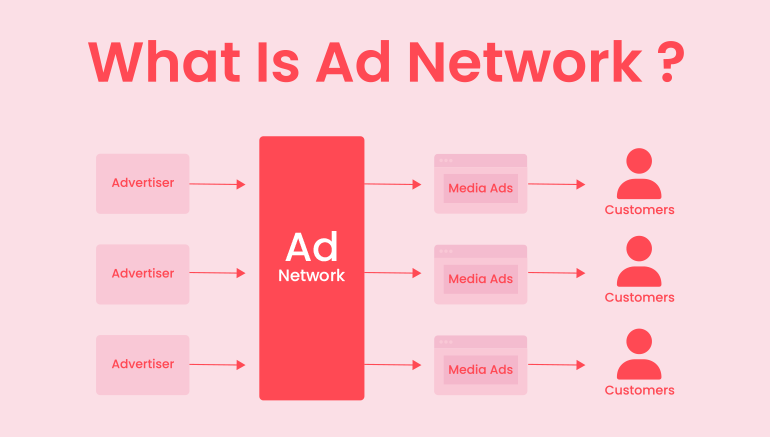 What Is Ad Network ?
Advertiser
Media Ads
Customers
Advertiser
Ad
Network
Media Ads
Customers
Advertiser
Media Ads
Customers